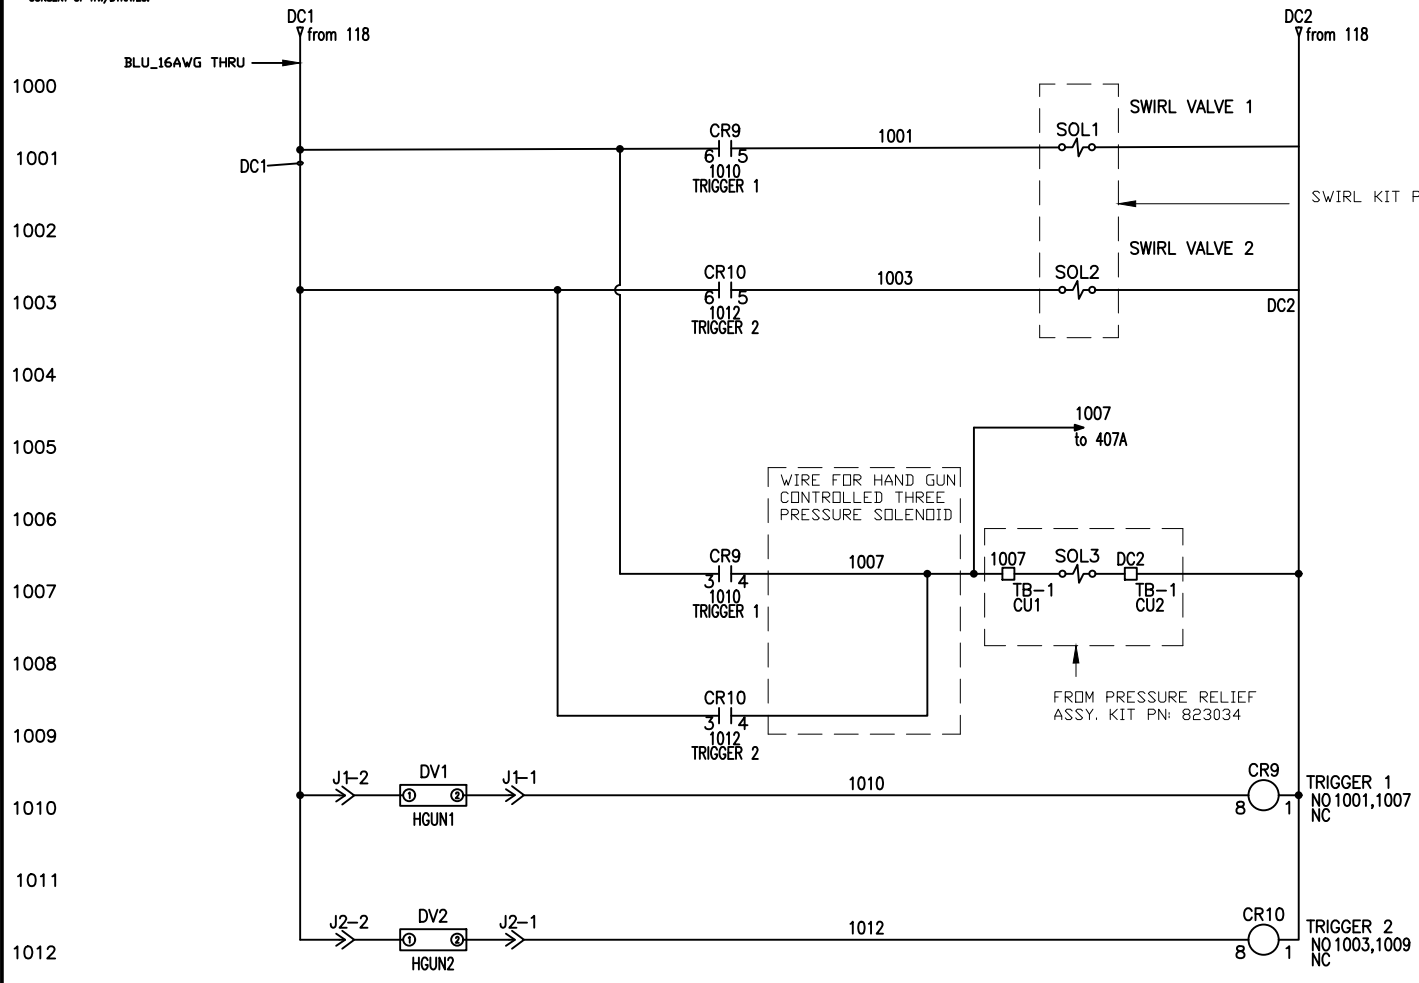 DC1
from 118
DC2
from 118
BLU_16AWG THRU
1000
SWIRL VALVE 1
CR9
1001
SOL1
1001
DC1
6 5
1010
TRIGGER 1
SWIRL KIT P
1002
SWIRL VALVE 2
CR10
1003
SOL2
1003
6 5
1012
TRIGGER 2
DC2
1004
1007
to 407A
1005
WIRE FOR HAND GUN
CONTROLLED THREE
PRESSURE SOLENOID
1006
CR9
1007
1007
SOL3
DC2
1007
3 4
1010
TRIGGER 1
TB-1
CU1
TB-1
CU2
1008
CR10
FROM PRESSURE RELIEF
ASSY. KIT PN: 823034
1009
3 4
1012
TRIGGER 2
J1-2
DV1
J1-1
1010
CR9
TRIGGER 1
1010
1 2
8 1
NO 1001,1007
NC
HGUN1
1011
J2-2
DV2
J2-1
1012
CR10
TRIGGER 2
1012
1 2
8 1
NO 1003,1009
NC
HGUN2